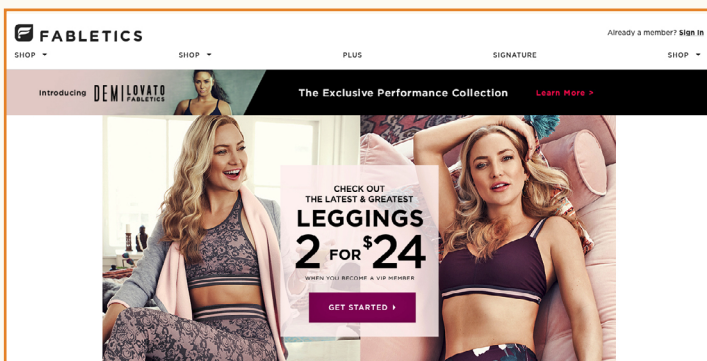 FABLETICS
Already a member? Sign In
SHOP SHOP PLUS SIGNATURE SHOP
Introducing DEMI LOVATO
FABLETICS
The Exclusive Performance Collection Learn More >
CHECK OUT
THE LATEST & GREATEST
LEGGINGS
2 FOR $24
WHEN YOU BECOME A VIP MEMBER
GET STARTED